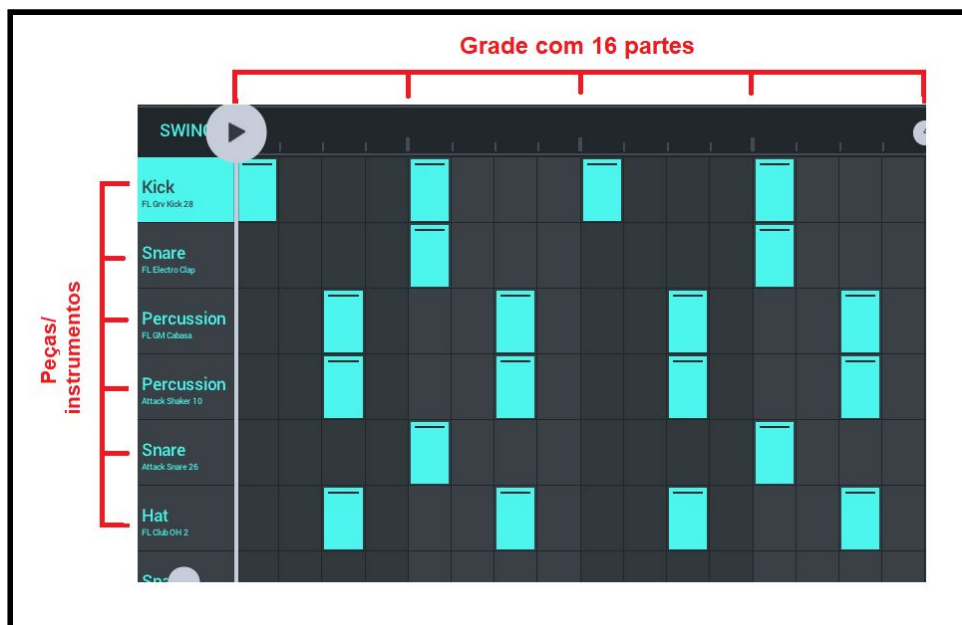 Grade com 16 partes
SWING
Kick
FL Grv Kick 28
Snare
FL Electro Clap
Percussion
FL GM Cabasa
Percussion
Attack Shaker 10
Snare
Attack Snare 26
Hat
FL Club OH 2
Peças/
instrumentos